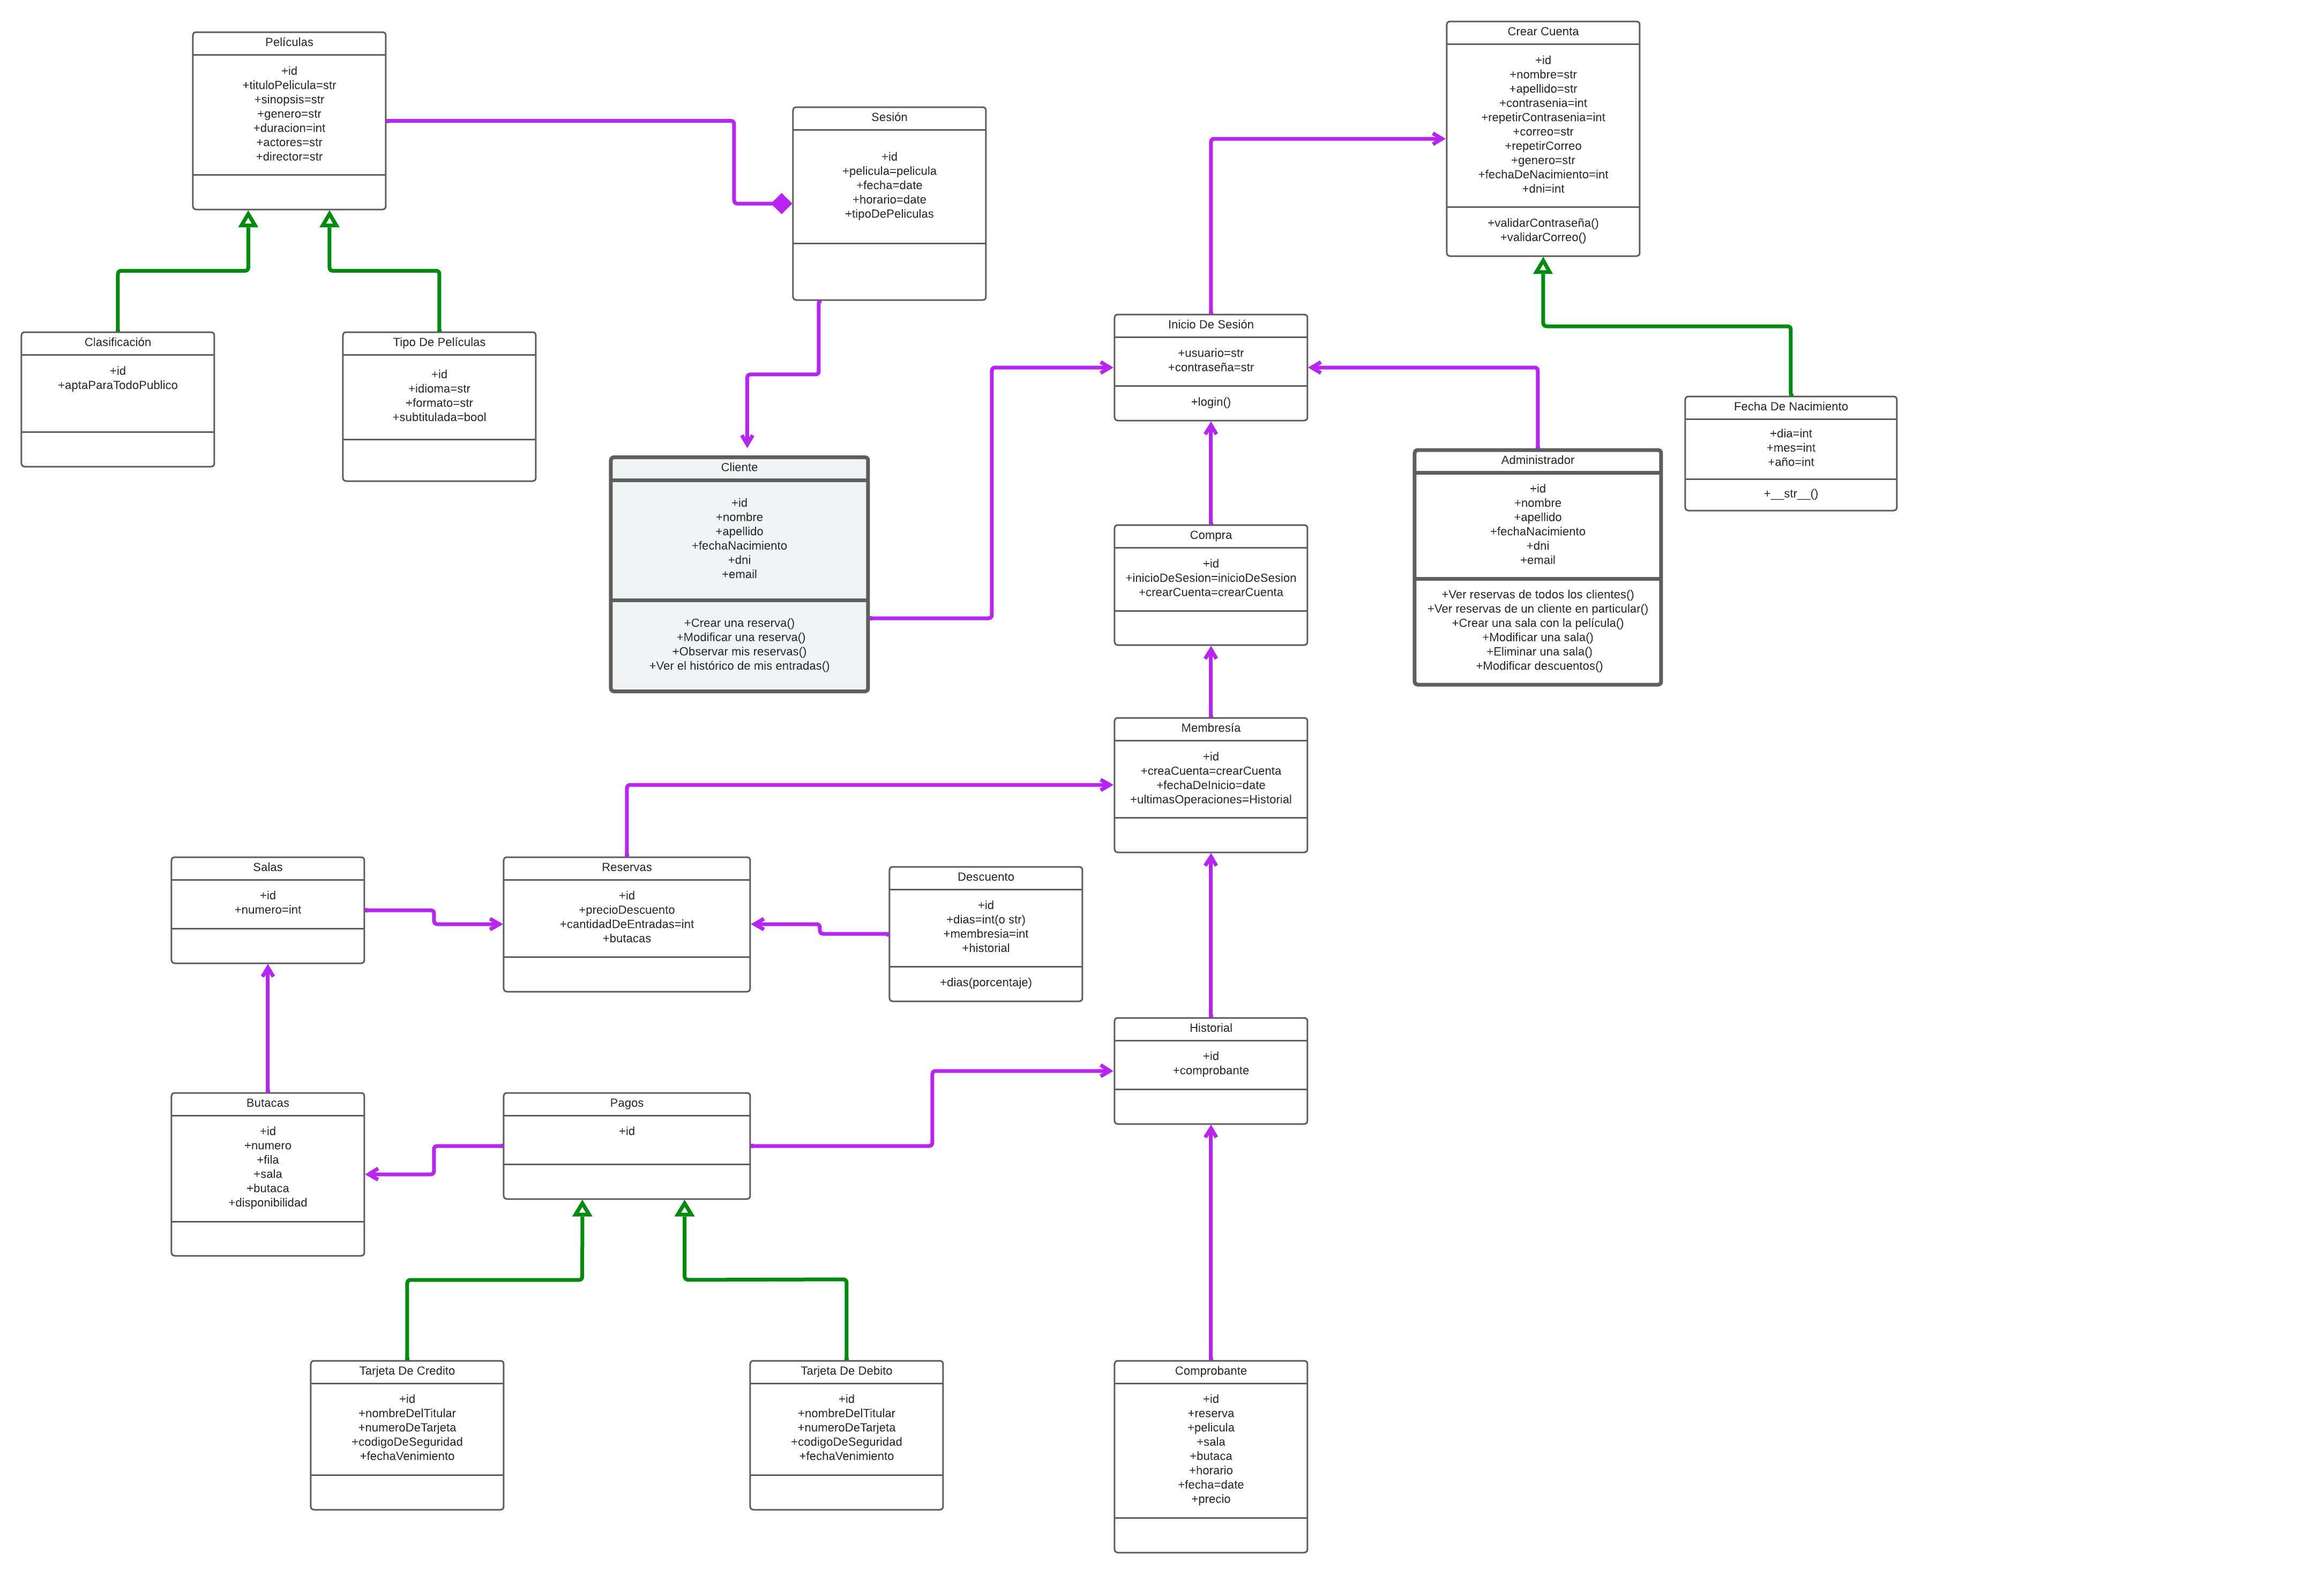 Películas
+id
+tituloPelicula=str
+sinopsis=str
+genero=str
+duracion=int
+actores=str
+director=str
Sesión
+id
+pelicula=pelicula
+fecha=date
+horario=date
+tipoDePeliculas
Crear Cuenta
+id
+nombre=str
+apellido=str
+contrasenia=int
+repetirContrasenia=int
+correo=str
+repetirCorreo
+genero=str
+fechaDeNacimiento=int
+dni=int
+validarContraseña()
+validarCorreo()
Clasificación
+id
+aptaParaTodoPublico
Tipo De Películas
+id
+idioma=str
+formato=str
+subtitulada=bool
Inicio De Sesión
+usuario=str
+contraseña=str
+login()
Fecha De Nacimiento
+dia=int
+mes=int
+año=int
+__str__()
Cliente
+id
+nombre
+apellido
+fechaNacimiento
+dni
+email
+Crear una reserva()
+Modificar una reserva()
+Observar mis reservas()
+Ver el histórico de mis entradas()
Administrador
+id
+nombre
+apellido
+fechaNacimiento
+dni
+email
+Ver reservas de todos los clientes()
+Ver reservas de un cliente en particular()
+Crear una sala con la película()
+Modificar una sala()
+Eliminar una sala()
+Modificar descuentos()
Compra
+id
+inicioDeSesion=inicioDeSesion
+crearCuenta=crearCuenta
Membresía
+id
+creaCuenta=crearCuenta
+fechaDeInicio=date
+ultimasOperaciones=Historial
Salas
+id
+numero=int
Reservas
+id
+precioDescuento
+cantidadDeEntradas=int
+butacas
Descuento
+id
+dias=int(o str)
+membresia=int
+historial
+dias(porcentaje)
Historial
+id
+comprobante
Butacas
+id
+numero
+fila
+sala
+butaca
+disponibilidad
Pagos
+id
Tarjeta De Credito
+id
+nombreDelTitular
+numeroDeTarjeta
+codigoDeSeguridad
+fechaVenimiento
Tarjeta De Debito
+id
+nombreDelTitular
+numeroDeTarjeta
+codigoDeSeguridad
+fechaVenimiento
Comprobante
+id
+reserva
+pelicula
+sala
+butaca
+horario
+fecha=date
+precio